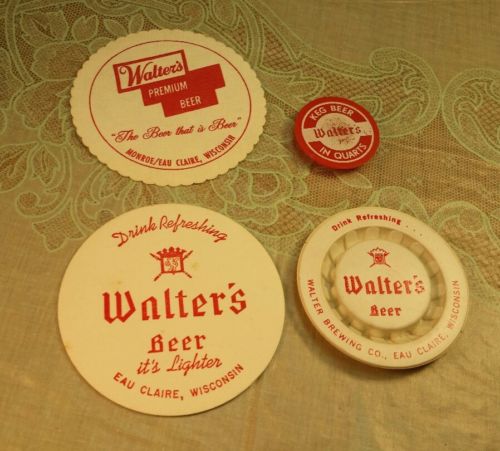 Walter's
PREMIUM
BEER
"The Beer that is Beer"
MONROE/EAU CLAIRE, WISCONSIN
KEG BEER
Walter's
IN QUARTS
Drink Refreshing
Walter's
Beer
it's Lighter
EAU CLAIRE, WISCONSIN
Drink Refreshing . . . .
Walter's
Beer
WALTER BREWING CO., EAU CLAIRE, WISCONSIN